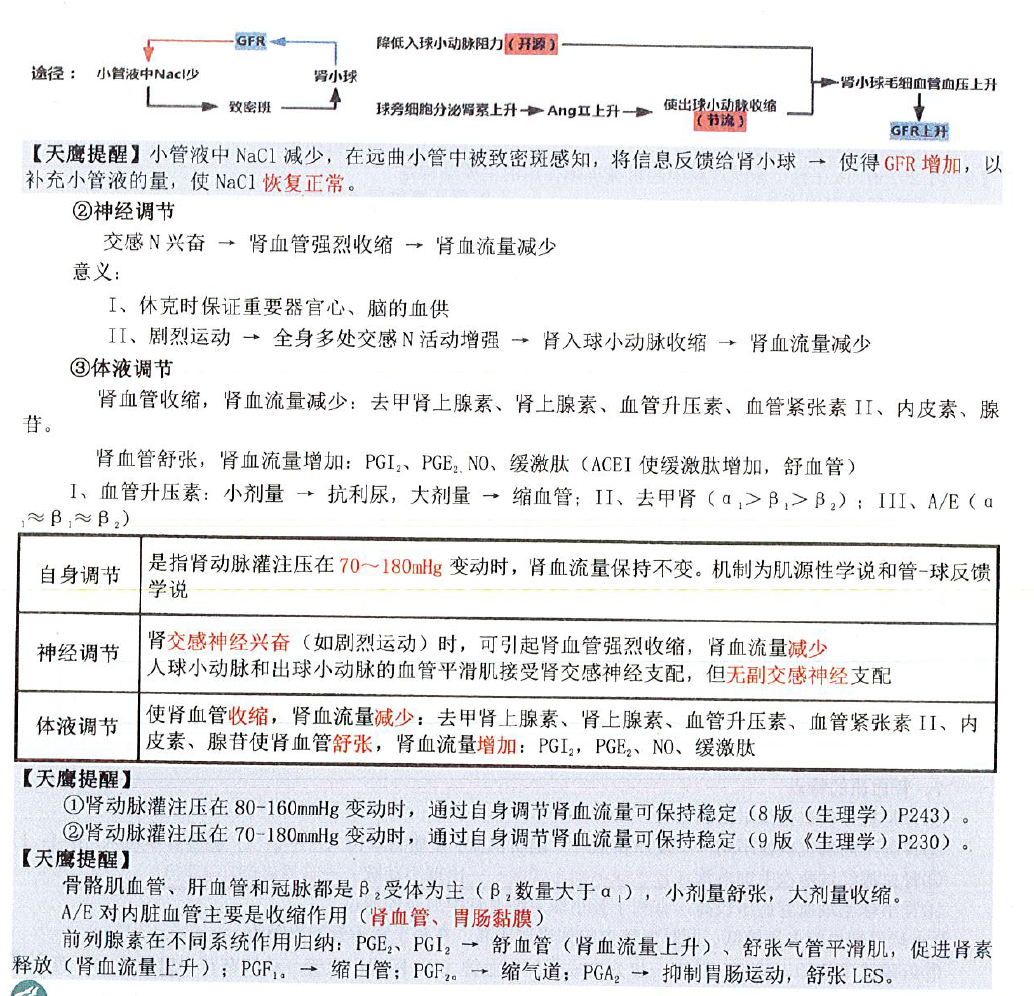 GFR
降低入球小动脉阻力（开源）
途径： 小管液中Nacl少 肾小球 肾小球毛细血管血压上升
致密班 球旁细胞分泌肾素上升 AngⅡ上升 使出球小动脉收缩
（节流）
GFR上升
【天鹰提醒】小管液中 NaCl 减少，在远曲小管中被致密斑感知，将信息反馈给肾小球 → 使得 GFR 增加，以
补充小管液的量，使 NaCl 恢复正常。
②神经调节
交感 N 兴奋 → 肾血管强烈收缩 → 肾血流量减少
意义：
I、休克时保证重要器官心、脑的血供
II、剧烈运动 → 全身多处交感 N 活动增强 → 肾入球小动脉收缩 → 肾血流量减少
③体液调节
肾血管收缩，肾血流量减少：去甲肾上腺素、肾上腺素、血管升压素、血管紧张素 II、内皮素、腺
苷。
肾血管舒张，肾血流量增加：PGI₂、PGE₂、NO、缓激肽（ACEI 使缓激肽增加，舒血管）
I、血管升压素：小剂量 → 抗利尿，大剂量 → 缩血管；II、去甲肾（α₁＞β₁＞β₂）；III、A/E（α
₁≈β₁≈β₂）
自身调节 是指肾动脉灌注压在 70～180mHg 变动时，肾血流量保持不变。机制为肌源性学说和管-球反馈
学说
神经调节 肾交感神经兴奋（如剧烈运动）时，可引起肾血管强烈收缩，肾血流量减少
人球小动脉和出球小动脉的血管平滑肌接受肾交感神经支配，但无副交感神经支配
体液调节 使肾血管收缩，肾血流量减少：去甲肾上腺素、肾上腺素、血管升压素、血管紧张素 II、内
皮素、腺苷使肾血管舒张，肾血流量增加：PGI₂，PGE₂、NO、缓激肽
【天鹰提醒】
①肾动脉灌注压在 80-160mmHg 变动时，通过自身调节肾血流量可保持稳定（8 版（生理学）P243）。
②肾动脉灌注压在 70-180mmHg 变动时，通过自身调节肾血流量可保持稳定（9 版《生理学）P230）。
【天鹰提醒】
骨骼肌血管、肝血管和冠脉都是β₂受体为主（β₂数量大于α₁），小剂量舒张，大剂量收缩。
A/E 对内脏血管主要是收缩作用（肾血管、胃肠黏膜）
前列腺素在不同系统作用归纳：PGE₂、PGI₂ → 舒血管（肾血流量上升）、舒张气管平滑肌，促进肾素
释放（肾血流量上升）；PGF₁ₐ → 缩白管；PGF₂ₐ → 缩气道；PGA₂ → 抑制胃肠运动，舒张 LES。